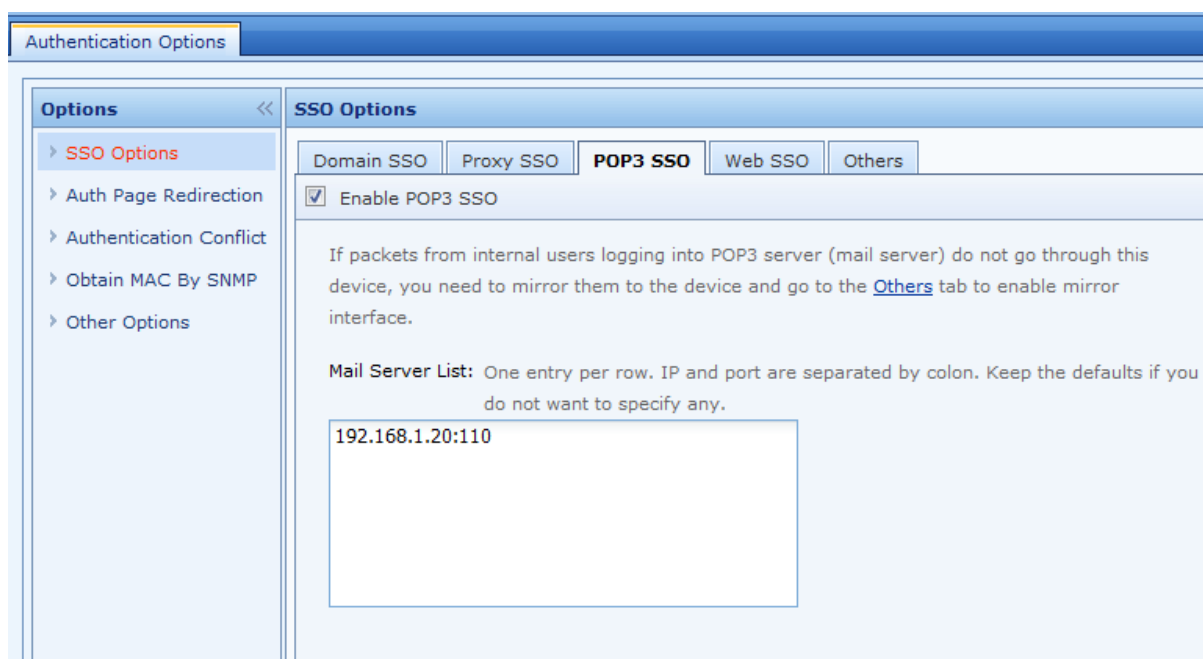 Authentication Options
Options
SSO Options
Auth Page Redirection
Authentication Conflict
Obtain MAC By SNMP
Other Options
SSO Options
Domain SSO
Proxy SSO
POP3 SSO
Web SSO
Others
Enable POP3 SSO
If packets from internal users logging into POP3 server (mail server) do not go through this
device, you need to mirror them to the device and go to the Others tab to enable mirror
interface.
Mail Server List: One entry per row. IP and port are separated by colon. Keep the defaults if you
do not want to specify any.
192.168.1.20:110